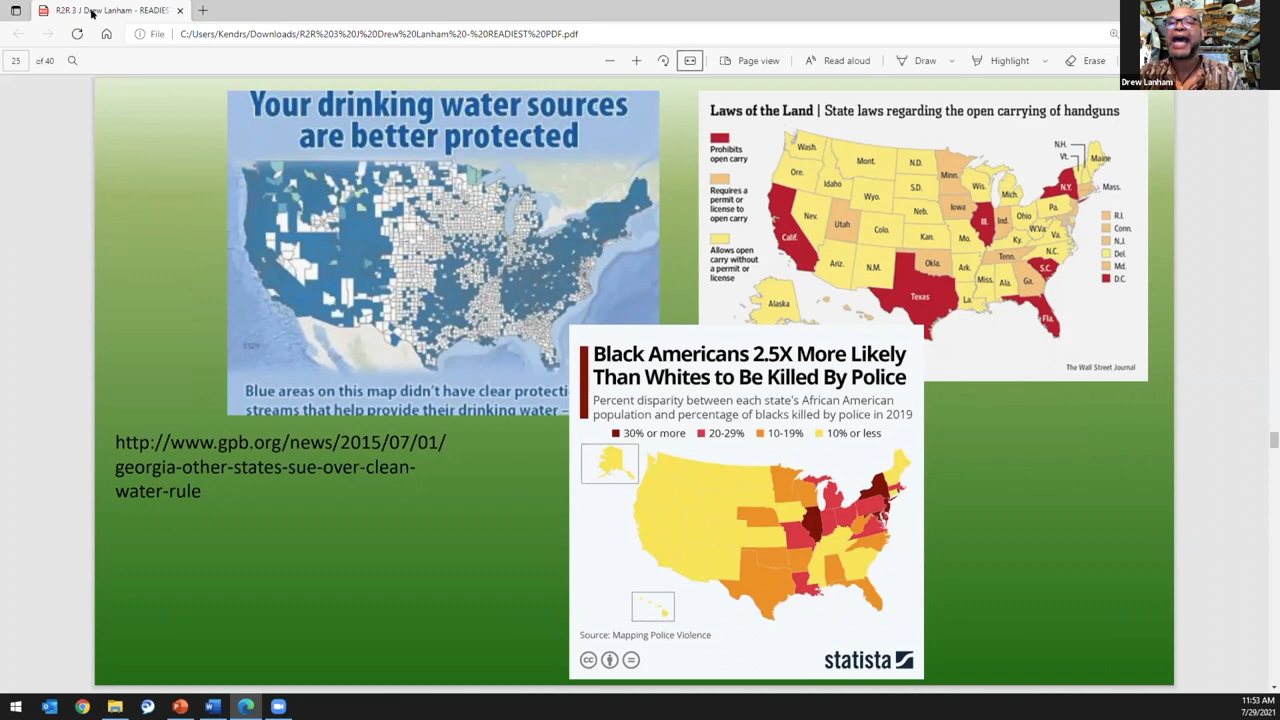 R2R 3 J Drew Lanham - READIES
File
C:/Users/Kendrs/Downloads/R2R%203%20J%20Drew%20Lanham%20-%20READIEST%20PDF.pdf
25 of 40
Page view
Read aloud
Draw
Highlight
Erase
Drew Lanham
Your drinking water sources
are better protected
Blue areas on this map didn't have clear protecti
streams that help provide their drinking water –
http://www.gpb.org/news/2015/07/01/
georgia-other-states-sue-over-clean-
water-rule
Laws of the Land | State laws regarding the open carrying of handguns
Prohibits
open carry
Requires a
permit or
license to
open carry
Allows open
carry without
a permit or
license
Wash.
Ore.
Calif.
Nev.
Idaho
Mont.
Wyo.
Utah
Ariz.
Colo.
N.M.
N.D.
S.D.
Neb.
Kan.
Okla.
Texas
Minn.
Iowa
Mo.
Ark.
La.
Wis.
Ill.
Mich.
Ind.
Ohio
Ky.
Tenn.
Miss.
Ala.
Ga.
Fla.
S.C.
N.C.
Va.
W.Va.
Pa.
N.Y.
N.H.
Vt.
Maine
Mass.
R.I.
Conn.
N.J.
Del.
Md.
D.C.
Alaska
The Wall Street Journal
Black Americans 2.5X More Likely
Than Whites to Be Killed By Police
Percent disparity between each state's African American
population and percentage of blacks killed by police in 2019
30% or more 20-29% 10-19% 10% or less
Source: Mapping Police Violence
statista
11:53 AM
7/29/2021